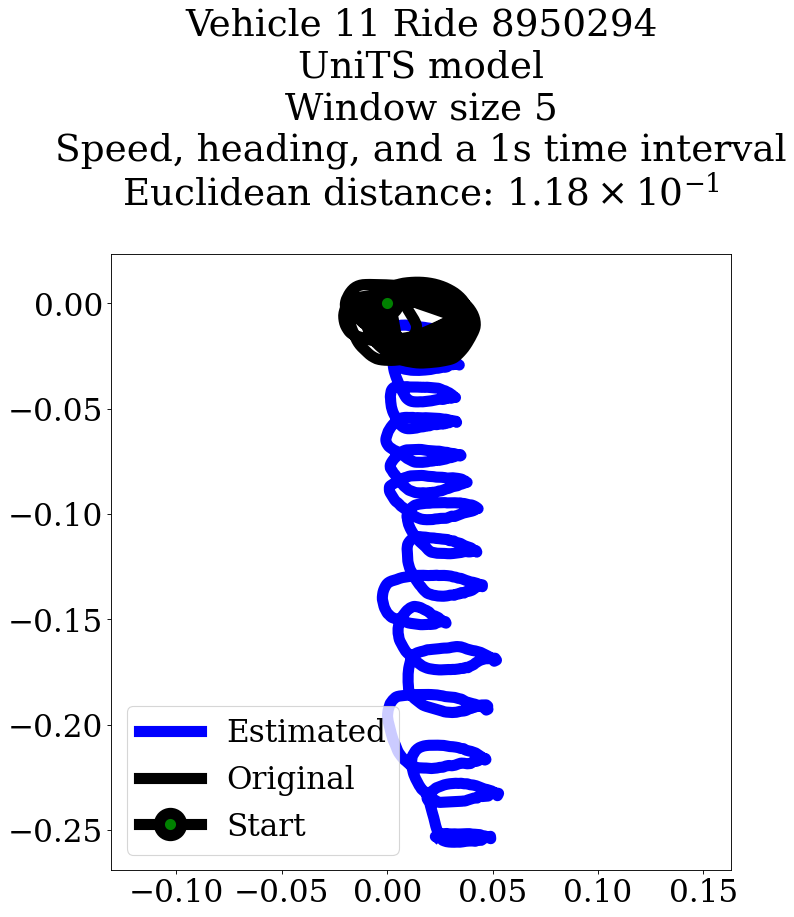 Vehicle 11 Ride 8950294
UniTS model
Window size 5
Speed, heading, and a 1s time interval
Euclidean distance: 1.18 × 10⁻¹
0.00
−0.05
−0.10
−0.15
−0.20
−0.25
Estimated
Original
Start
−0.10 −0.05 0.00 0.05 0.10 0.15